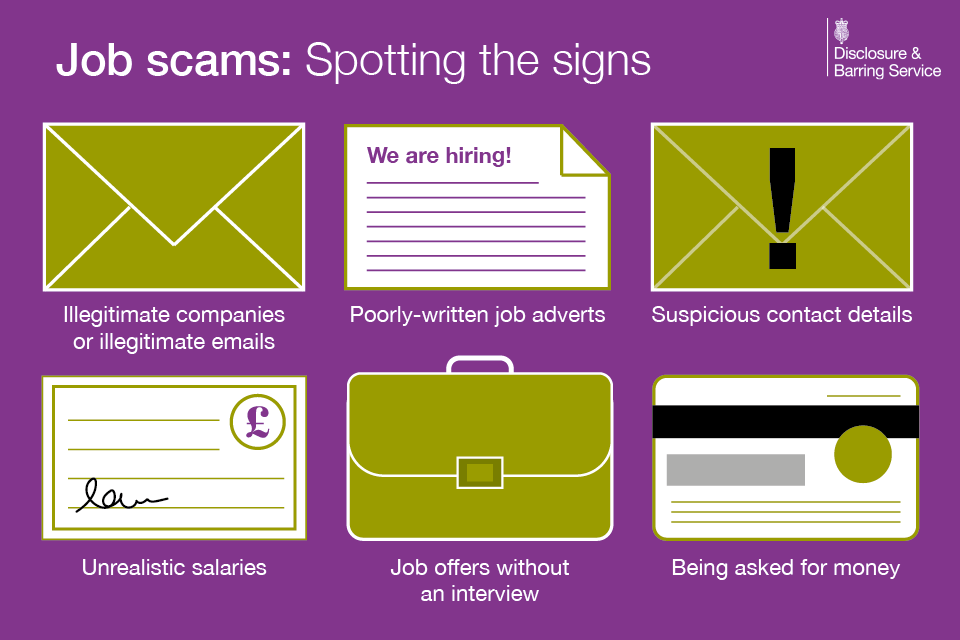 Job scams: Spotting the signs
Disclosure &
Barring Service
We are hiring!
Illegitimate companies
or illegitimate emails
Poorly-written job adverts
Suspicious contact details
£
Unrealistic salaries
Job offers without
an interview
Being asked for money